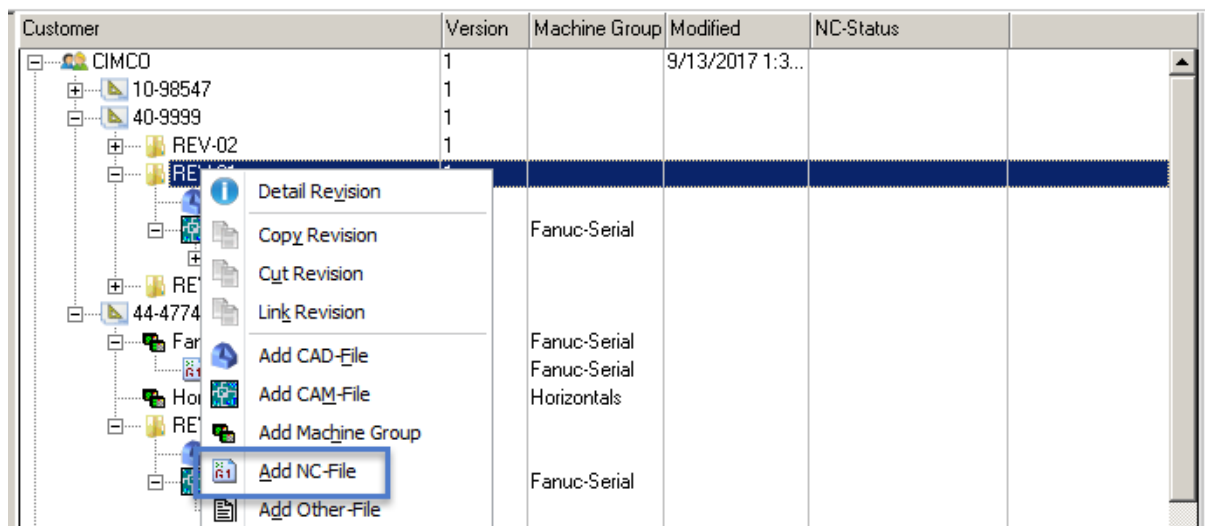 Customer Version Machine Group Modified NC-Status
CIMCO 1 9/13/2017 1:3...
10-98547 1
40-9999 1
REV-02 1
Detail Revision
Copy Revision Fanuc-Serial
Cut Revision
Link Revision
44-4774
Fanuc-Serial
Add CAD-File Fanuc-Serial
Add CAM-File Horizontals
Add Machine Group
Add NC-File Fanuc-Serial
Add Other-File